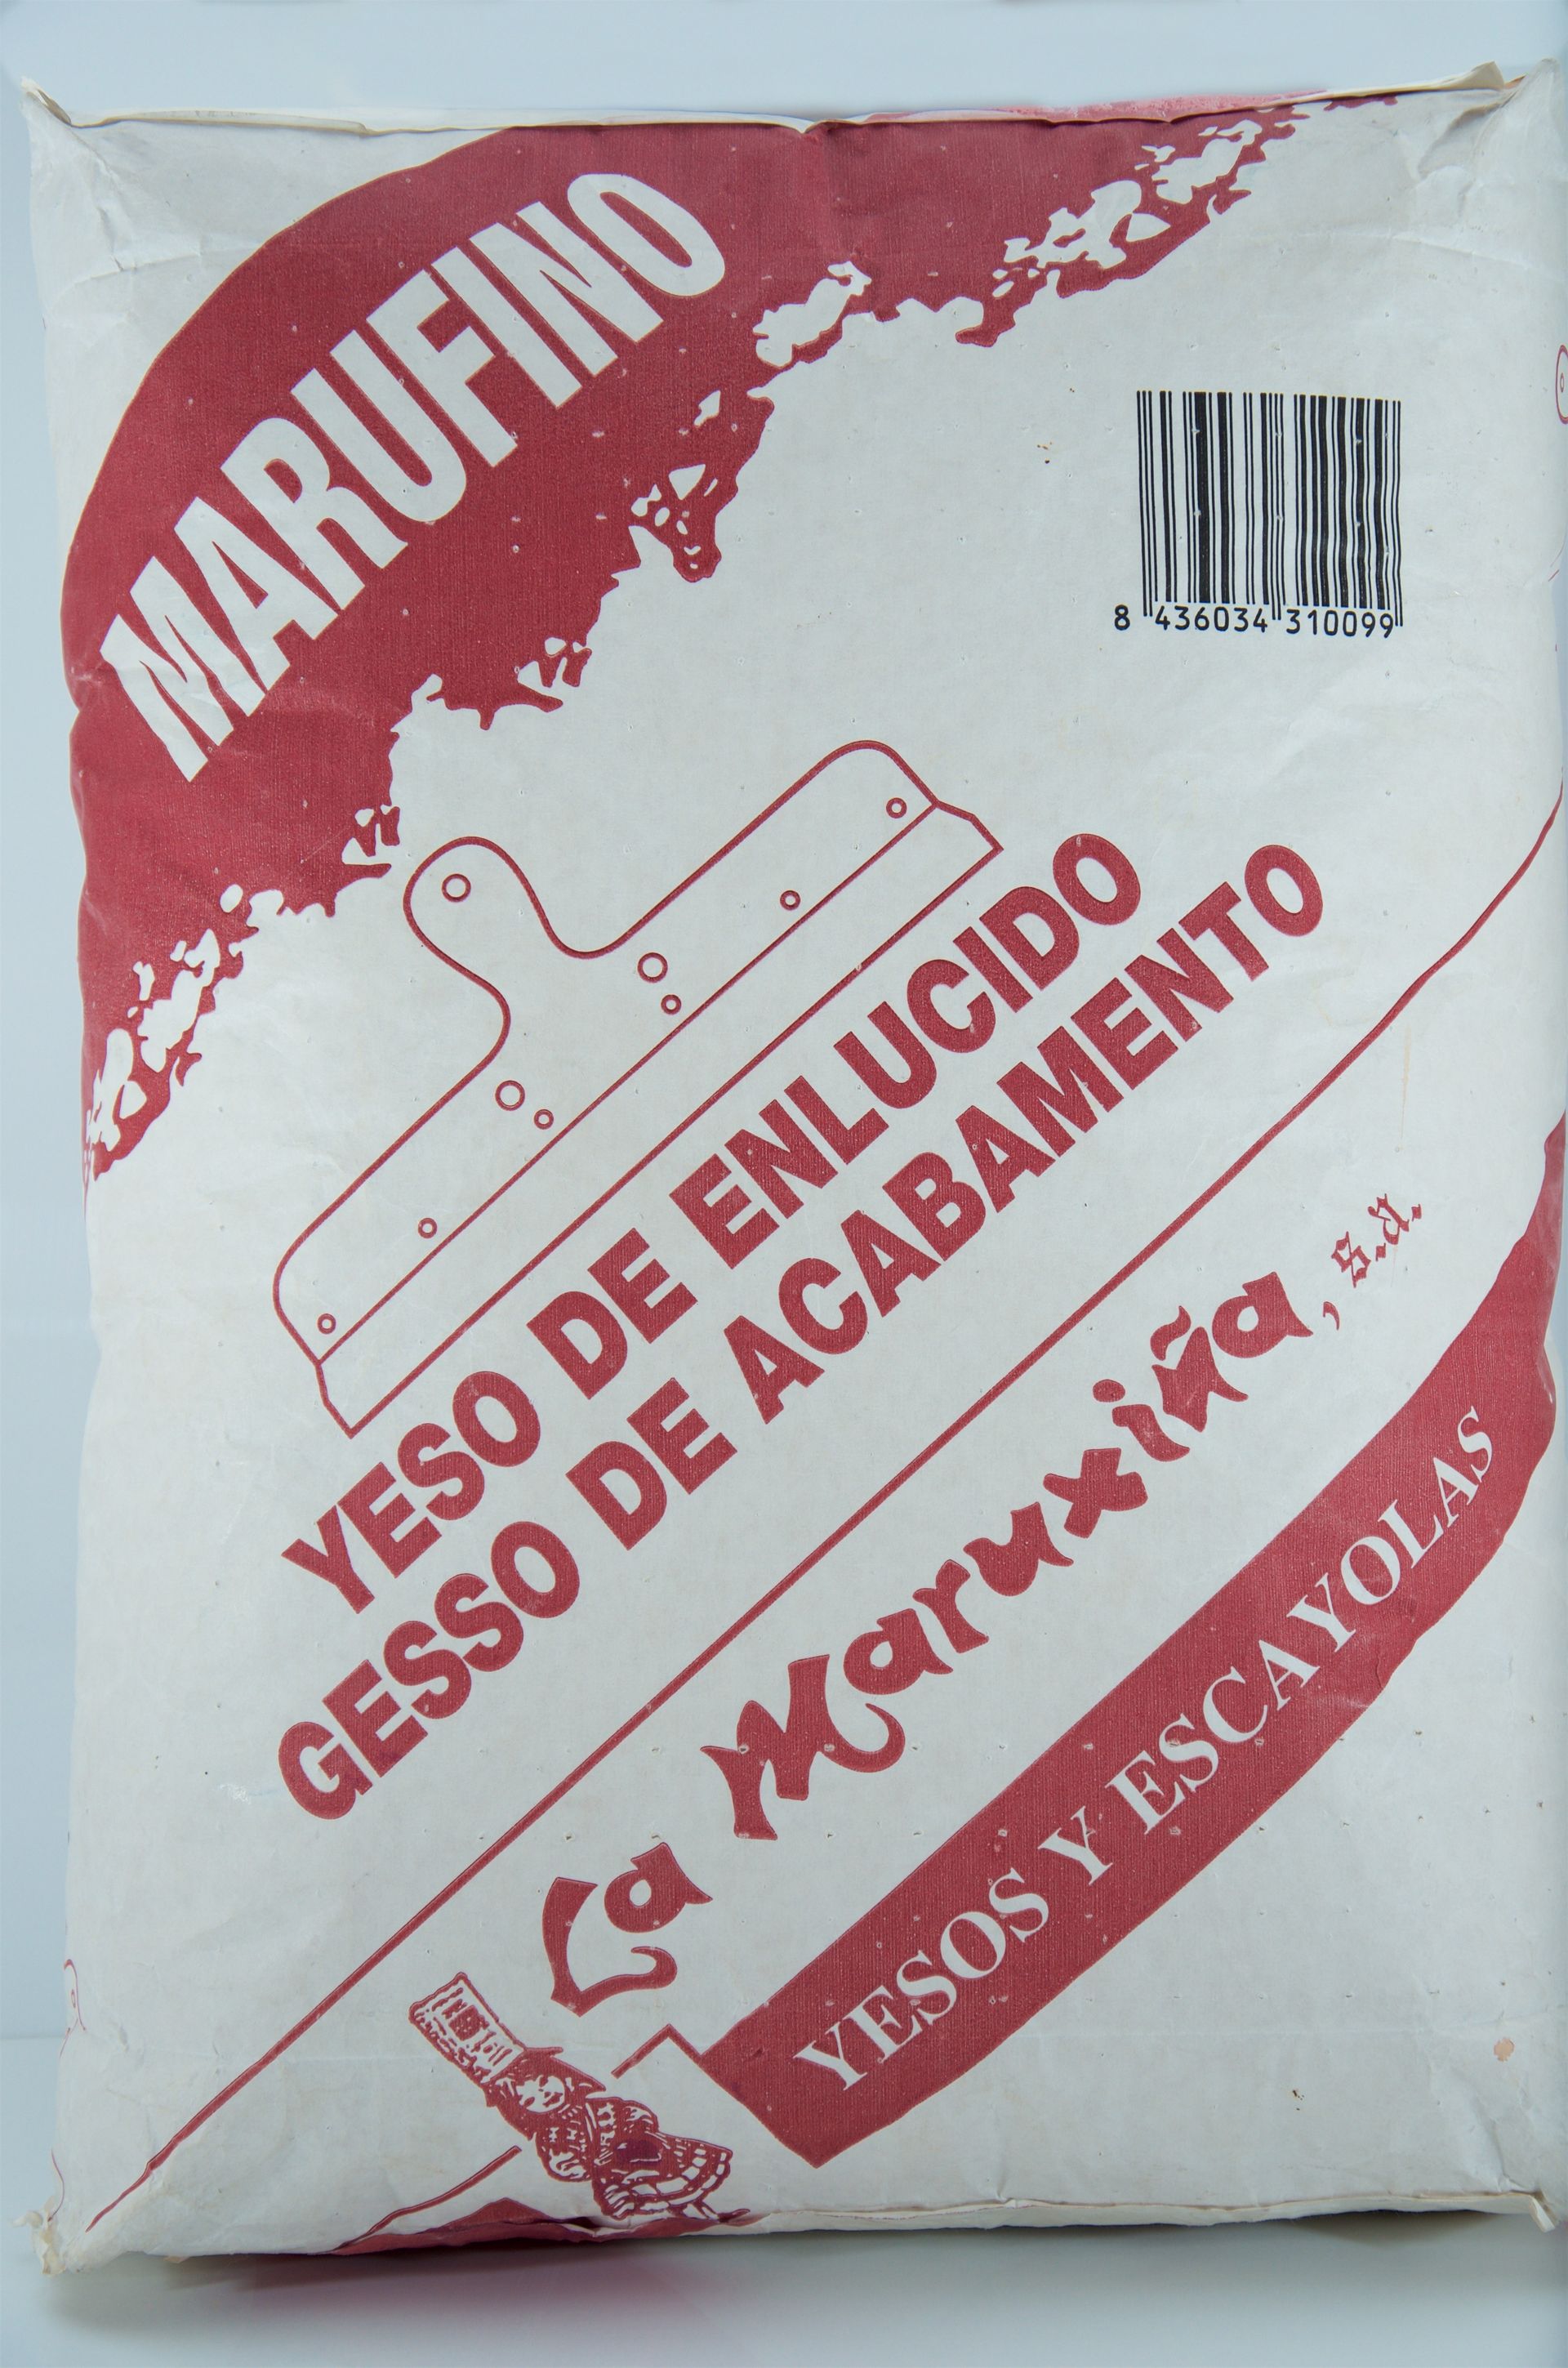 MARUFINO
8 436034 310099
YESO DE ENLUCIDO
GESSO DE ACABAMENTO
La Maruxiña, s.a.
YESOS Y ESCAYOLAS